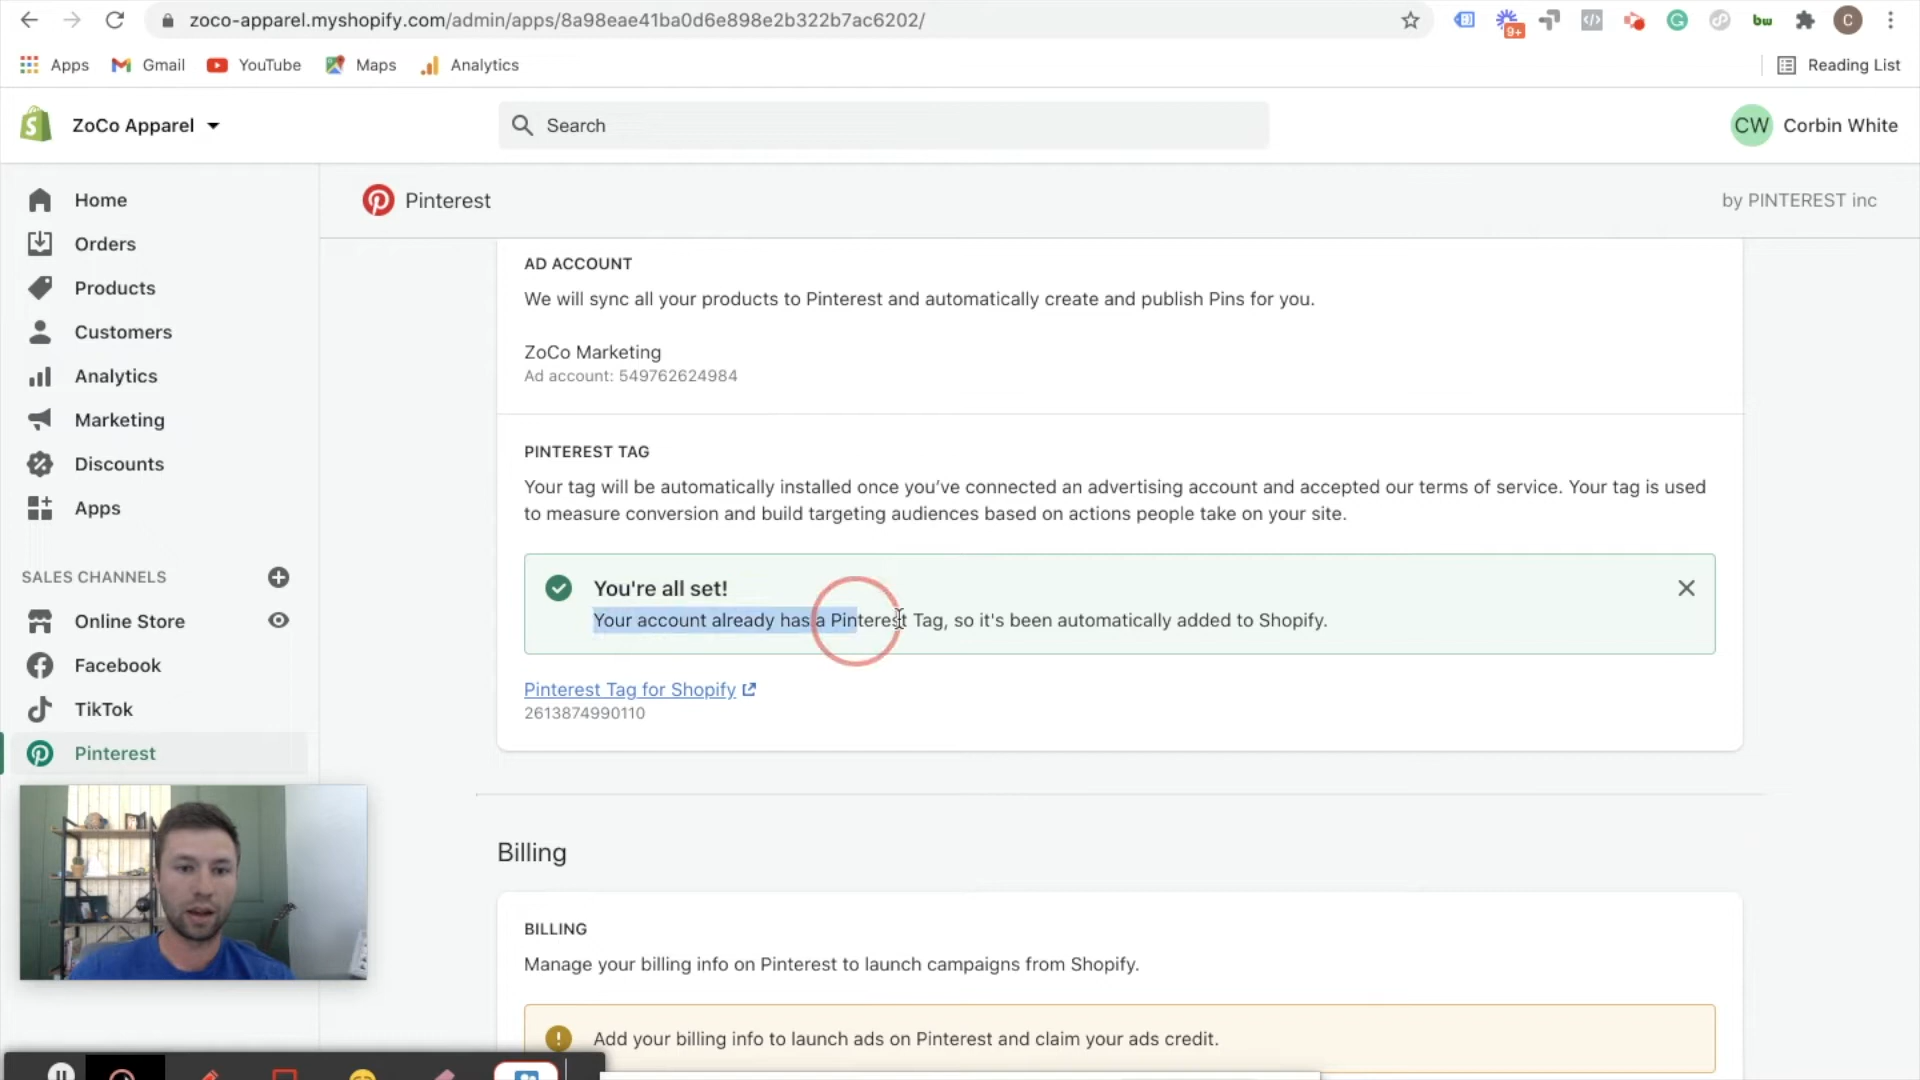 zoco-apparel.myshopify.com/admin/apps/8a98eae41ba0d6e898e2b322b7ac6202/
9+
bw
C
Apps
Gmail
YouTube
Maps
Analytics
Reading List
ZoCo Apparel
Search
CW
Corbin White
Home
Orders
Products
Customers
Analytics
Marketing
Discounts
Apps
SALES CHANNELS
Online Store
Facebook
TikTok
Pinterest
Pinterest
by PINTEREST inc
AD ACCOUNT
We will sync all your products to Pinterest and automatically create and publish Pins for you.
ZoCo Marketing
Ad account: 549762624984
PINTEREST TAG
Your tag will be automatically installed once you've connected an advertising account and accepted our terms of service. Your tag is used
to measure conversion and build targeting audiences based on actions people take on your site.
You're all set!
Your account already has a Pinterest Tag, so it's been automatically added to Shopify.
Pinterest Tag for Shopify
2613874990110
Billing
BILLING
Manage your billing info on Pinterest to launch campaigns from Shopify.
Add your billing info to launch ads on Pinterest and claim your ads credit.